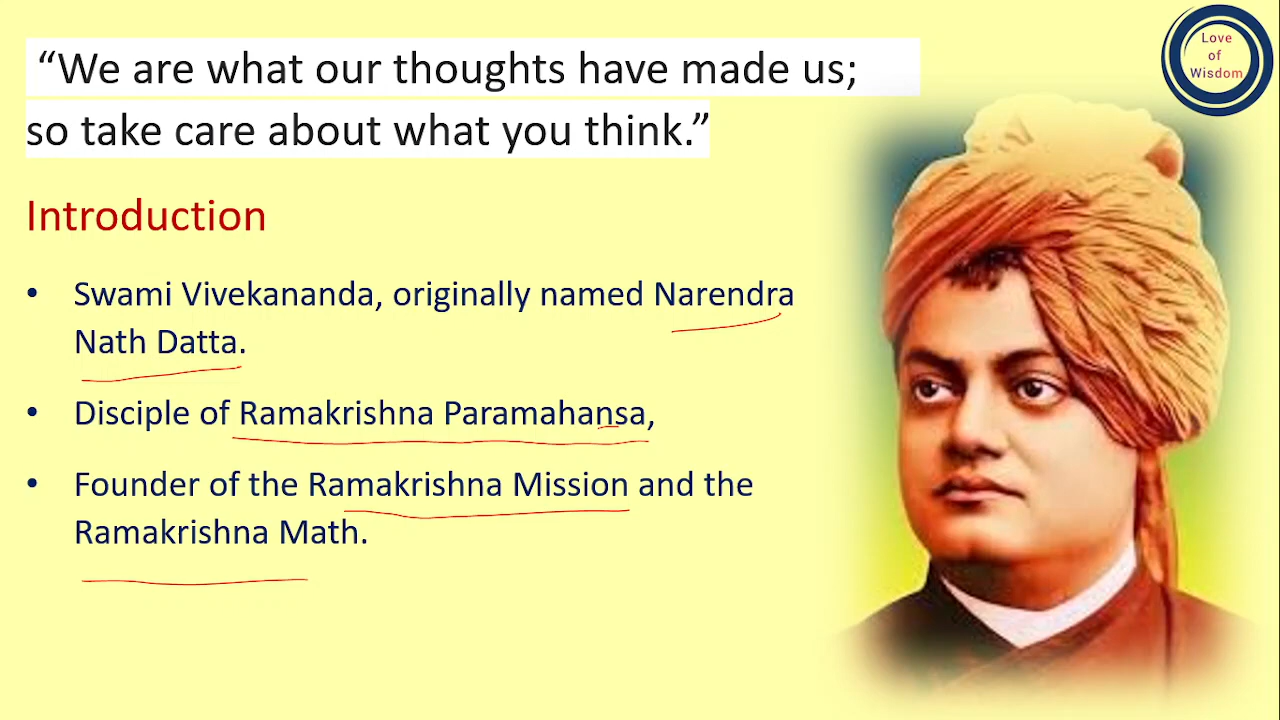 “We are what our thoughts have made us;
so take care about what you think.”
Love
of
Wisdom
Introduction
• Swami Vivekananda, originally named Narendra
Nath Datta.
• Disciple of Ramakrishna Paramahansa,
• Founder of the Ramakrishna Mission and the
Ramakrishna Math.